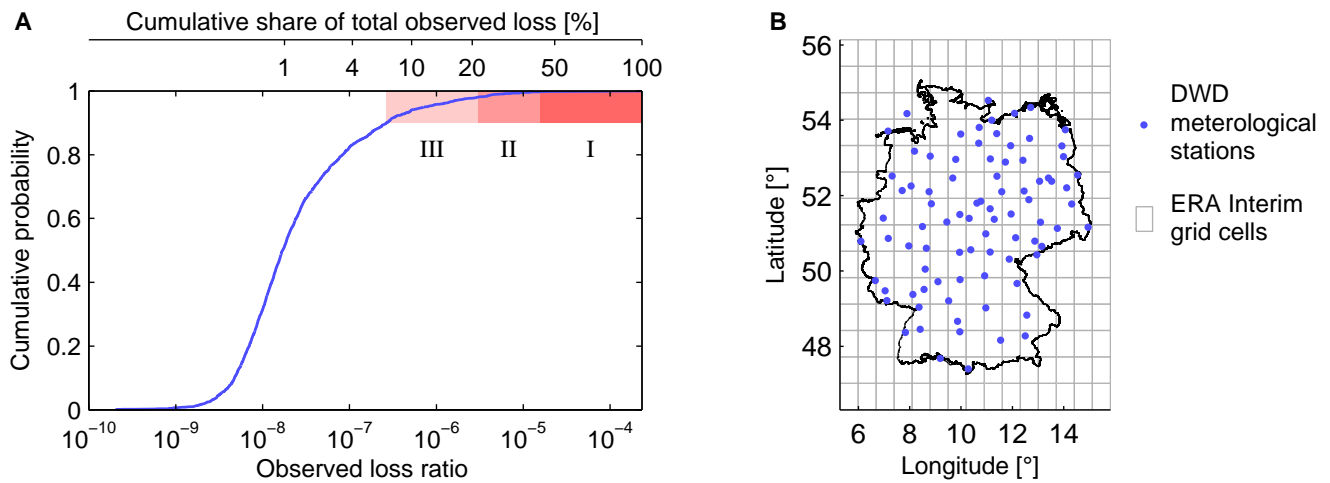 A
Cumulative share of total observed loss [%]
1 4 10 20 50 100
1
0.8
0.6
0.4
0.2
0
Cumulative probability
III II I
10^-10 10^-9 10^-8 10^-7 10^-6 10^-5 10^-4
Observed loss ratio
B
56
54
52
50
48
Latitude [°]
6 8 10 12 14
Longitude [°]
DWD
meterological
stations
ERA Interim
grid cells